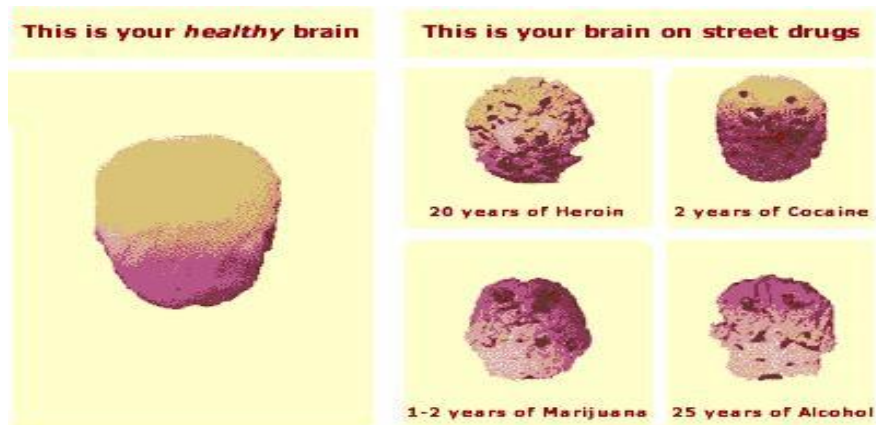 This is your healthy brain
This is your brain on street drugs
20 years of Heroin
2 years of Cocaine
1-2 years of Marijuana
25 years of Alcohol